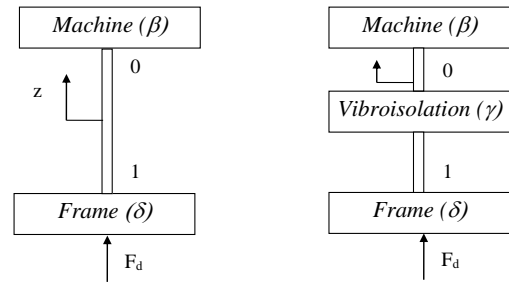 Machine (β)
0
z
1
Frame (δ)
F_d
Machine (β)
0
Vibroisolation (γ)
1
Frame (δ)
F_d